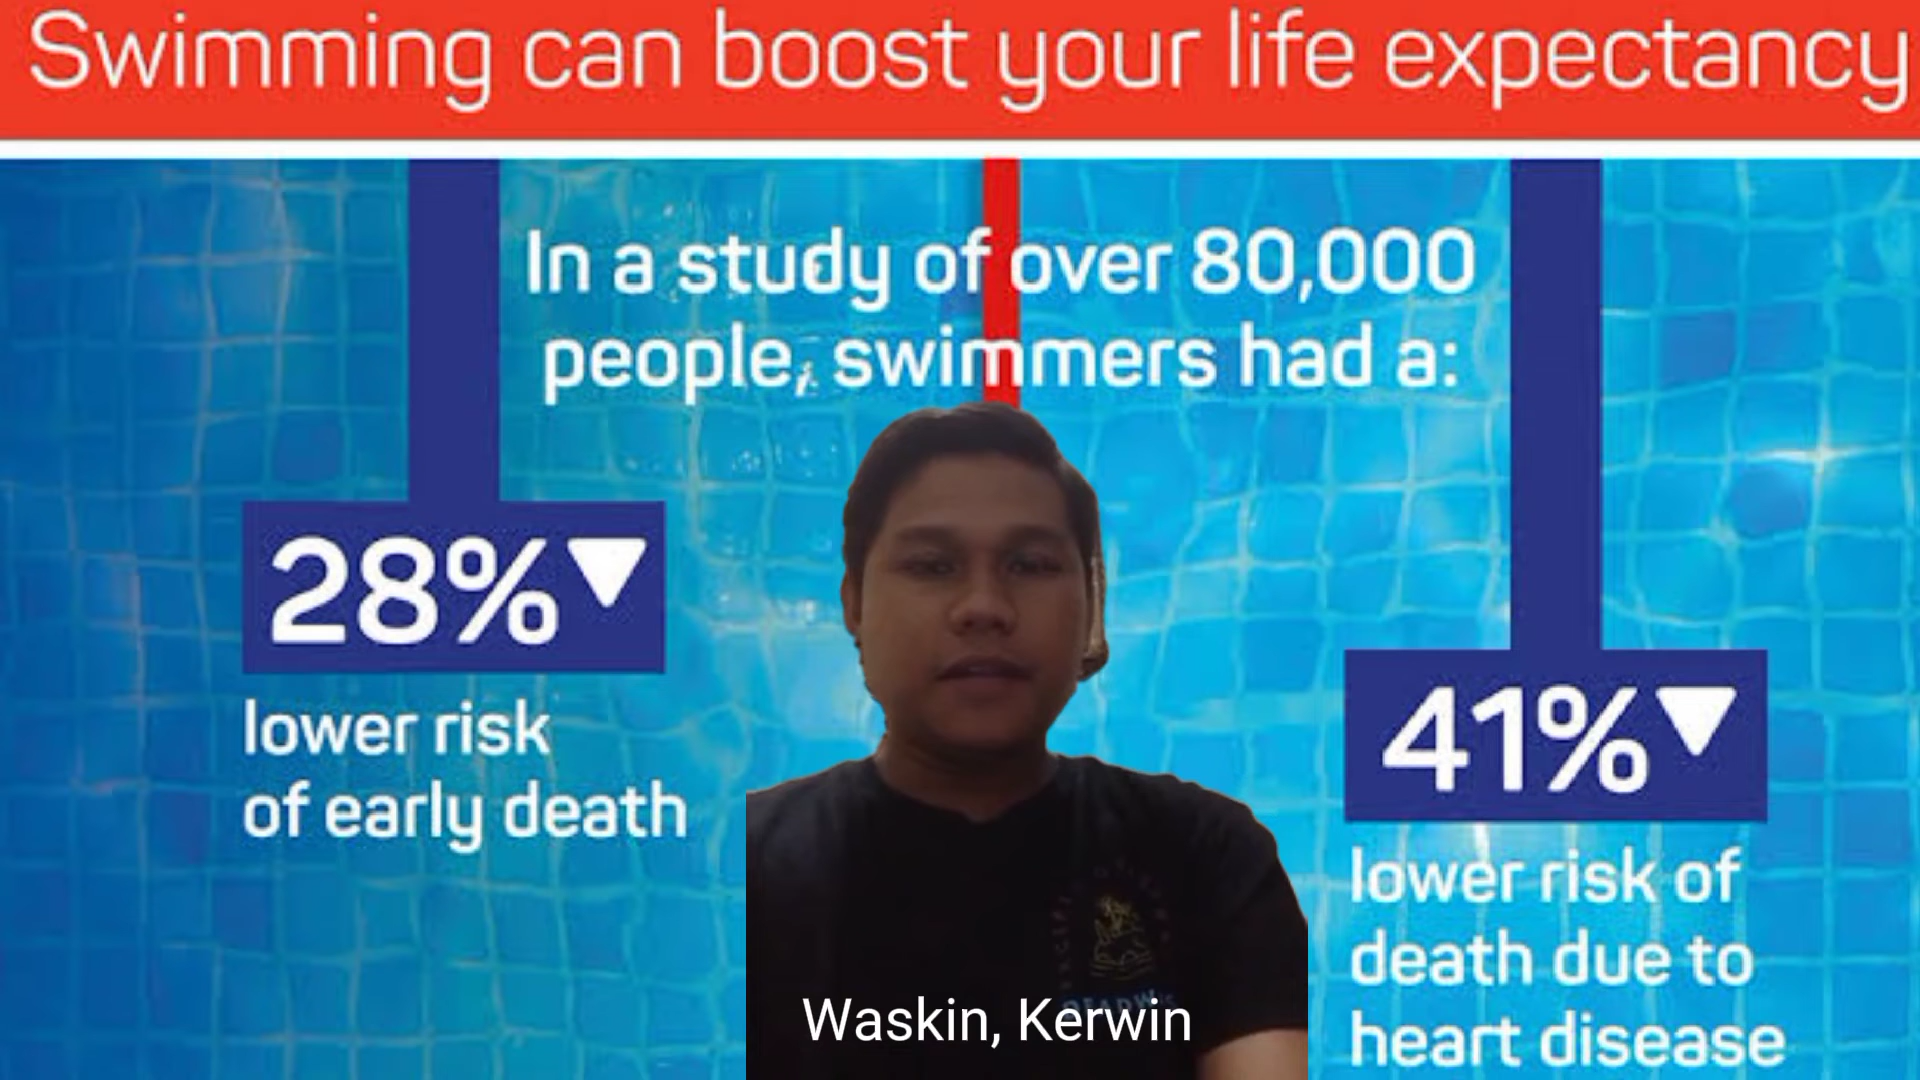 Swimming can boost your life expectancy
In a study of over 80,000
people, swimmers had a:
28%▼
lower risk
of early death
41%▼
lower risk of
death due to
heart disease
Waskin, Kerwin